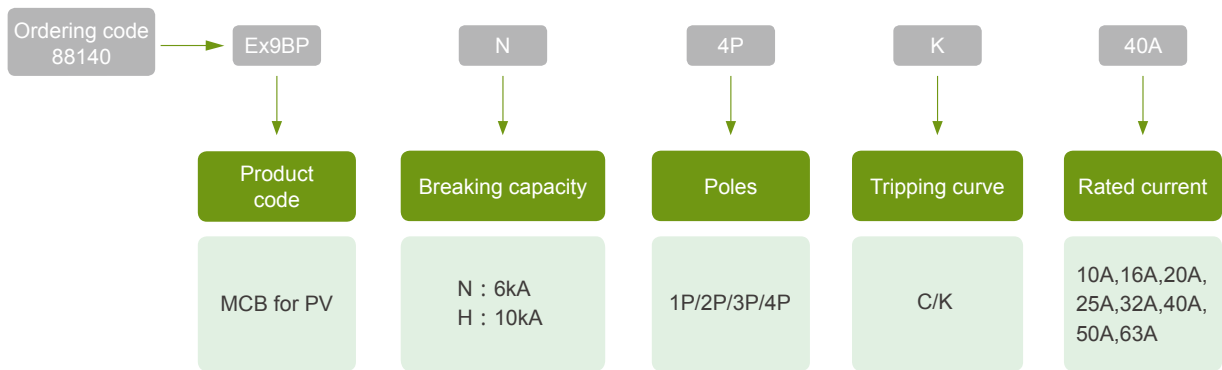 Ordering code
88140
Ex9BP
N
4P
K
40A
Product
code
Breaking capacity
Poles
Tripping curve
Rated current
MCB for PV
N：6kA
H：10kA
1P/2P/3P/4P
C/K
10A,16A,20A,
25A,32A,40A,
50A,63A